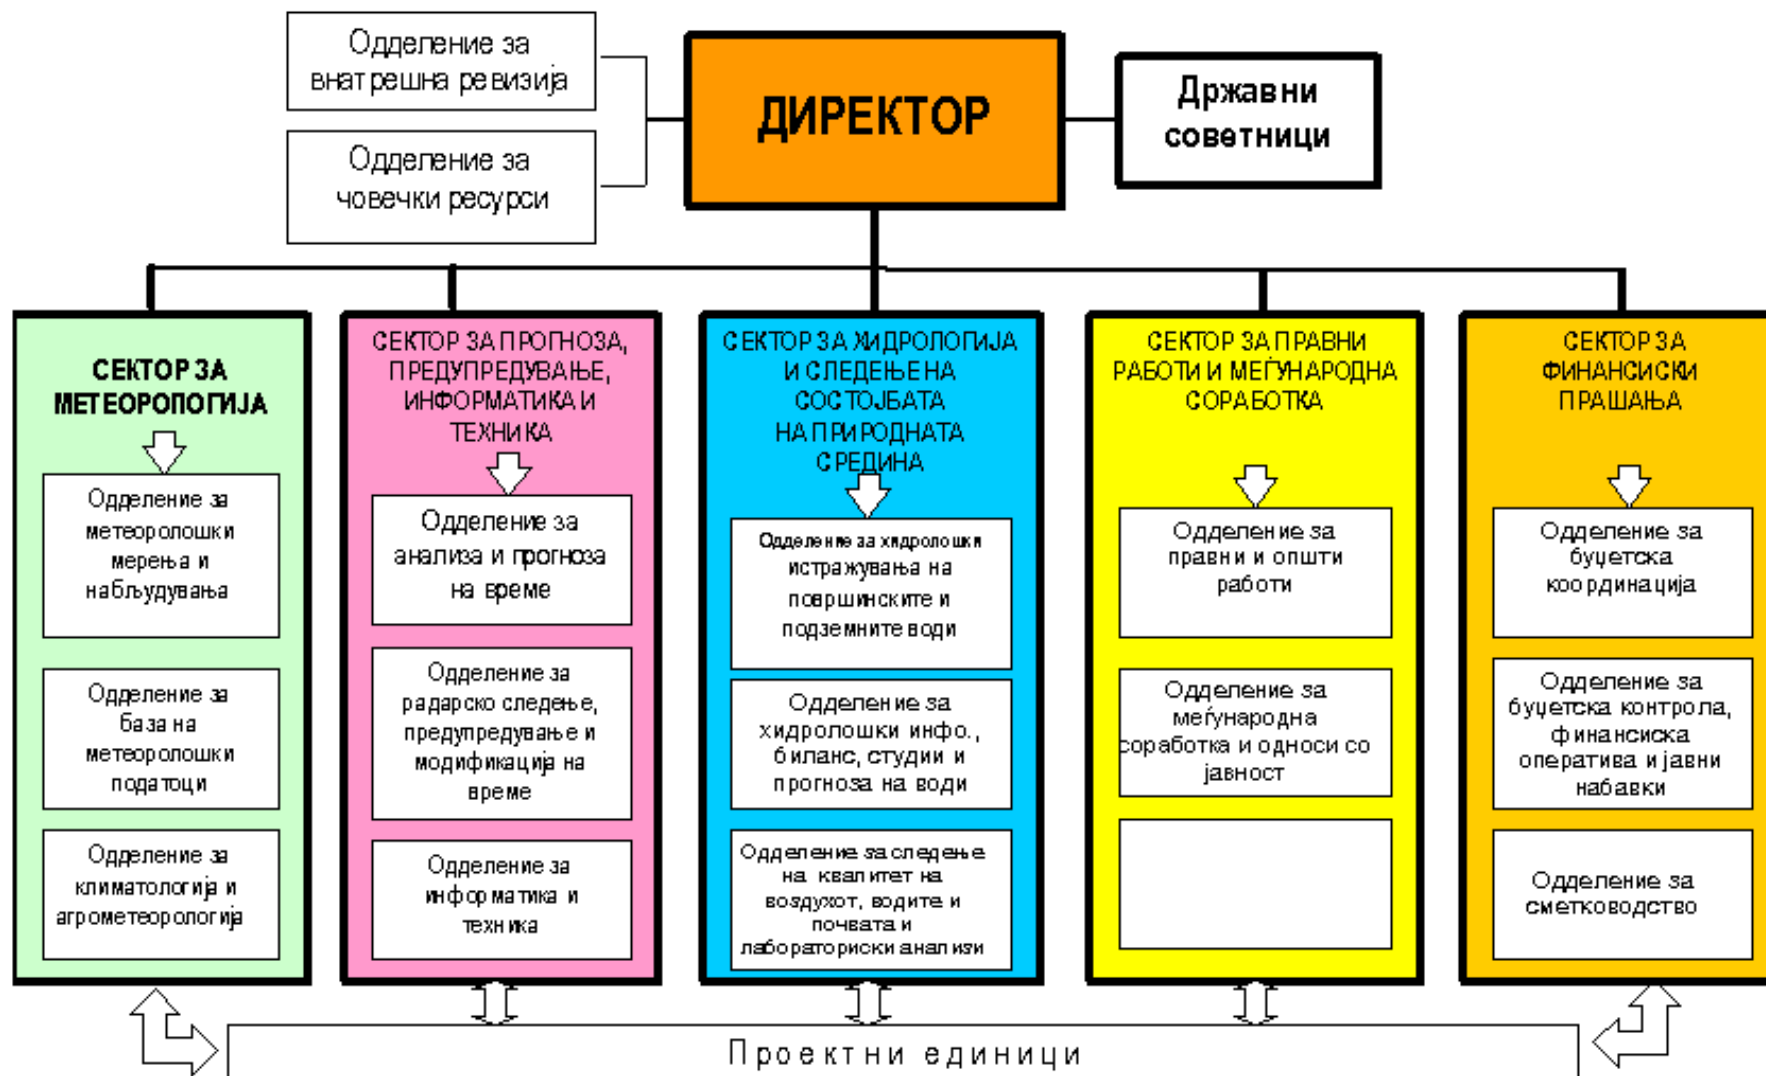 Одделение за
внатрешна ревизија
Одделение за
човечки ресурси
ДИРЕКТОР
Државни
советници
СЕКТОР ЗА
МЕТЕОРОЛОГИЈА
Одделение за
метеоролошки
мерења и
набљудувања
Одделение за
база на
метеоролошки
податоци
Одделение за
климатологија и
агрометеорологија
СЕКТОР ЗА ПРОГНОЗА,
ПРЕДУПРЕДУВАЊЕ,
ИНФОРМАТИКА И
ТЕХНИКА
Одделение за
анализа и прогноза
на време
Одделение за
радарско следење,
предупредување и
модификација на
време
Одделение за
информатика и
техника
СЕКТОР ЗА ХИДРОЛОГИЈА
И СЛЕДЕЊЕ НА
СОСТОЈБАТА
НА ПРИРОДНАТА
СРЕДИНА
Одделение за хидролошки
истражувања на
површинските и
подземните води
Одделение за
хидролошки инфо.,
биланс, студии и
прогноза на води
Одделение за следење
на квалитет на
воздухот, водите и
почвата и
лабораториски анализи
СЕКТОР ЗА ПРАВНИ
РАБОТИ И МЕЃУНАРОДНА
СОРАБОТКА
Одделение за
правни и општи
работи
Одделение за
меѓународна
соработка и односи со
јавност
СЕКТОР ЗА
ФИНАНСИСКИ
ПРАШАЊА
Одделение за
буџетска
координација
Одделение за
буџетска контрола,
финансиска
оператива и јавни
набавки
Одделение за
сметководство
Проектни единици